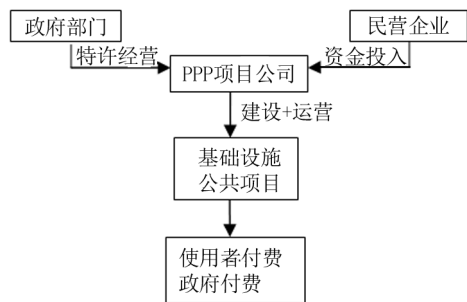 政府部门
民营企业
特许经营
资金投入
PPP项目公司
建设+运营
基础设施
公共项目
使用者付费
政府付费